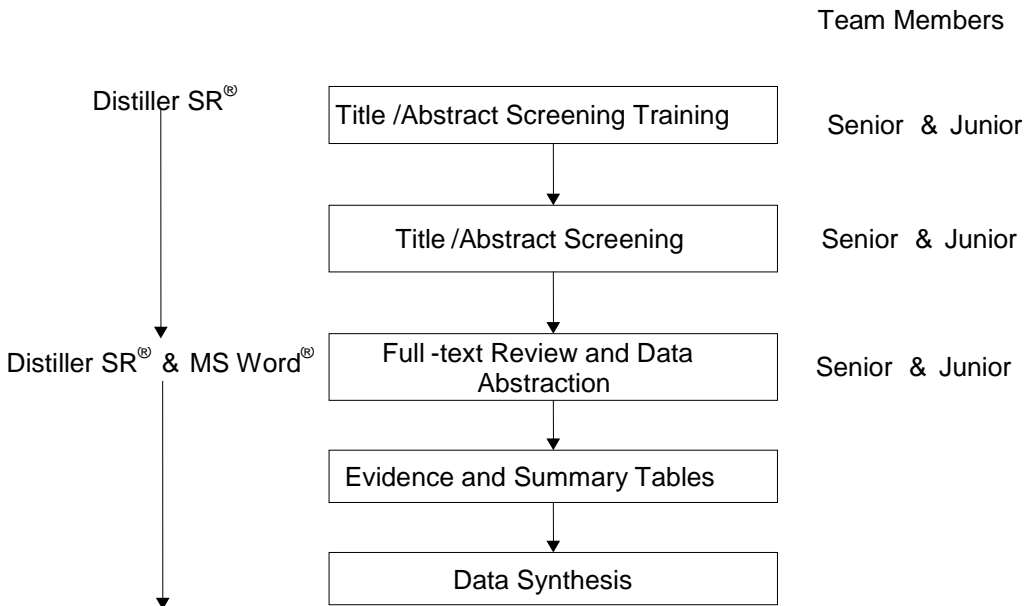 Team Members
Distiller SR®
Title /Abstract Screening Training
Senior & Junior
Title /Abstract Screening
Senior & Junior
Distiller SR® & MS Word®
Full -text Review and Data
Abstraction
Senior & Junior
Evidence and Summary Tables
Data Synthesis